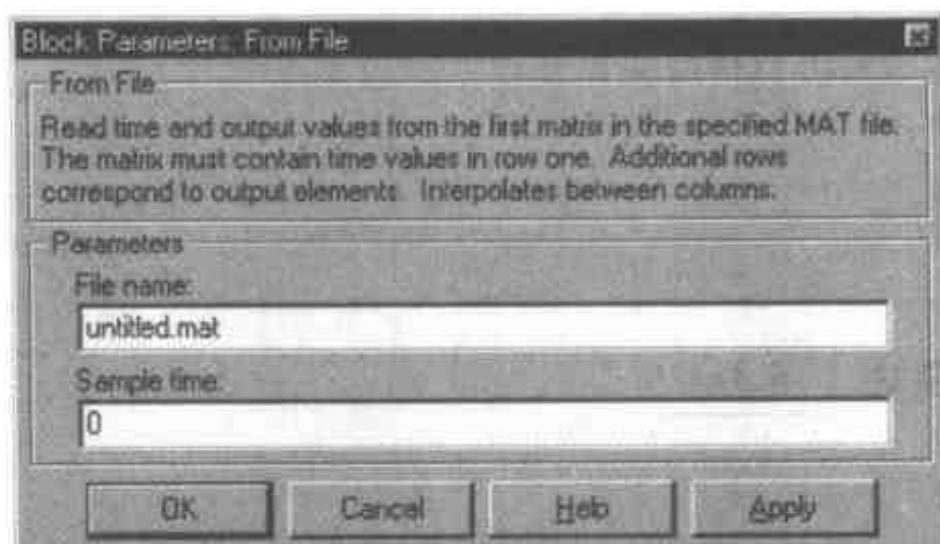 Block Parameters: From File
From File
Read time and output values from the first matrix in the specified MAT file.
The matrix must contain time values in row one. Additional rows
correspond to output elements. Interpolates between columns.
Parameters
File name:
untitled.mat
Sample time:
0
OK Cancel Help Apply